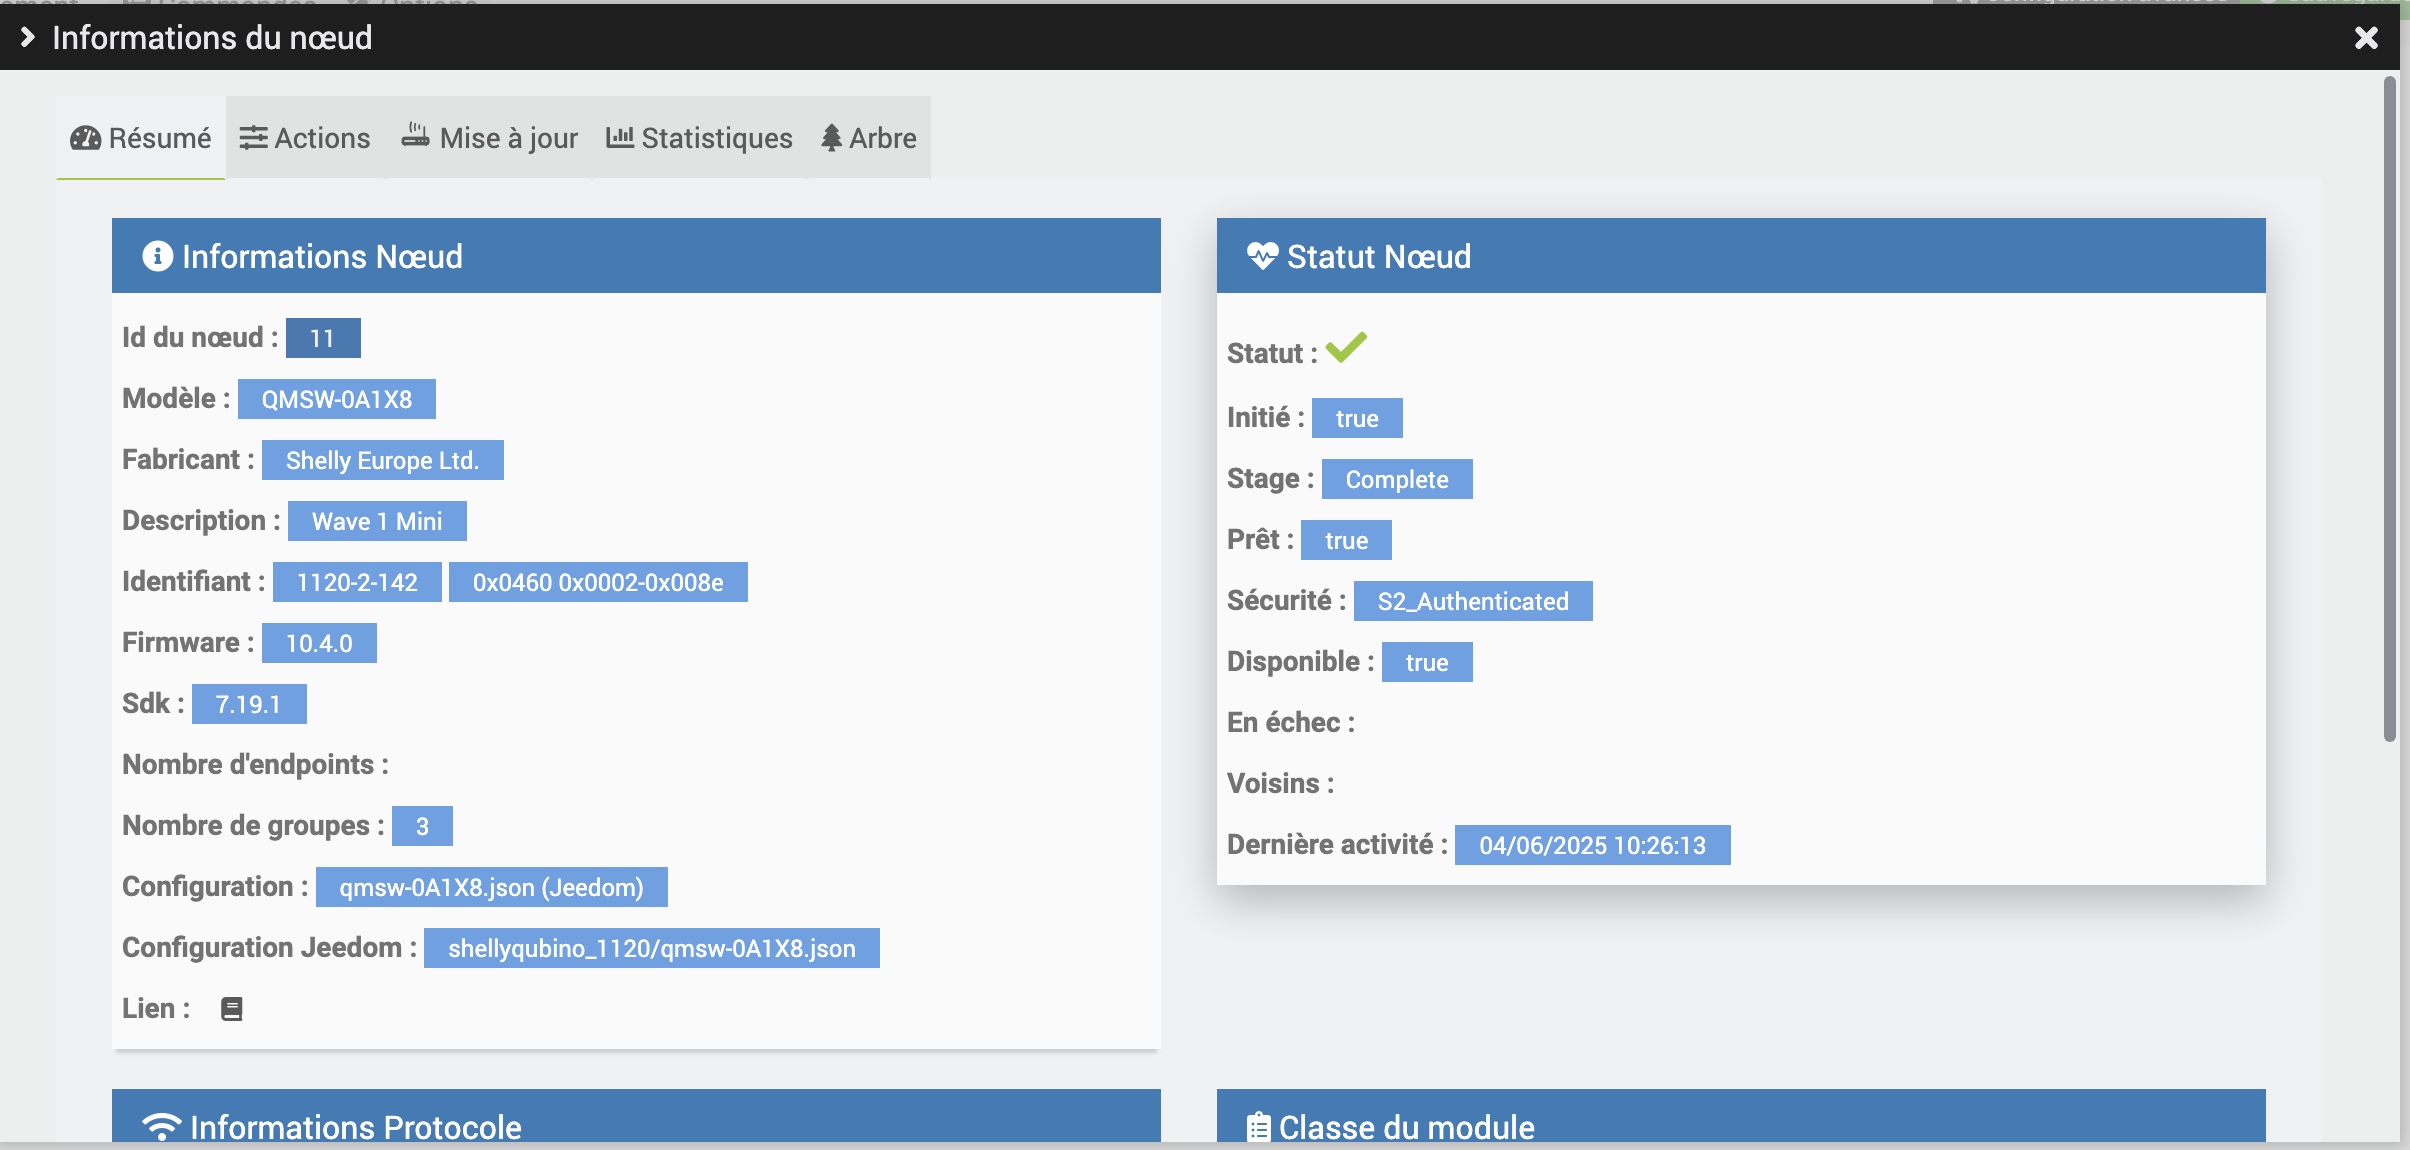 Informations du nœud
Résumé Actions Mise à jour Statistiques Arbre
Informations Nœud
Id du nœud : 11
Modèle : QMSW-0A1X8
Fabricant : Shelly Europe Ltd.
Description : Wave 1 Mini
Identifiant : 1120-2-142 0x0460 0x0002-0x008e
Firmware : 10.4.0
Sdk : 7.19.1
Nombre d'endpoints :
Nombre de groupes : 3
Configuration : qmsw-0A1X8.json (Jeedom)
Configuration Jeedom : shellyqubino_1120/qmsw-0A1X8.json
Lien :
Statut Nœud
Statut :
Initié : true
Stage : Complete
Prêt : true
Sécurité : S2_Authenticated
Disponible : true
En échec :
Voisins :
Dernière activité : 04/06/2025 10:26:13
Informations Protocole
Classe du module